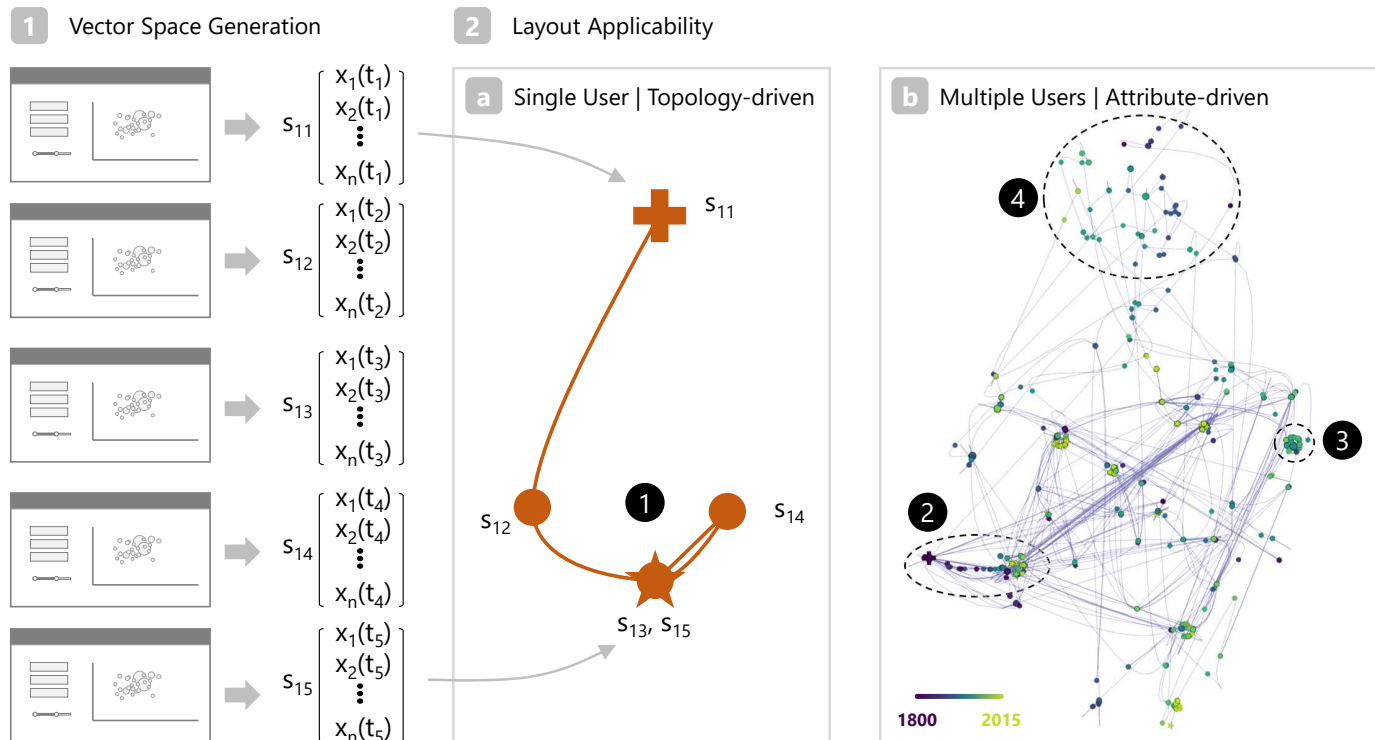 1 Vector Space Generation
2 Layout Applicability
s11
x1(t1)
x2(t1)
xn(t1)
s12
x1(t2)
x2(t2)
xn(t2)
s13
x1(t3)
x2(t3)
xn(t3)
s14
x1(t4)
x2(t4)
xn(t4)
s15
x1(t5)
x2(t5)
xn(t5)
a Single User | Topology-driven
s11
s12
1
s14
s13, s15
b Multiple Users | Attribute-driven
4
3
2
1800 2015